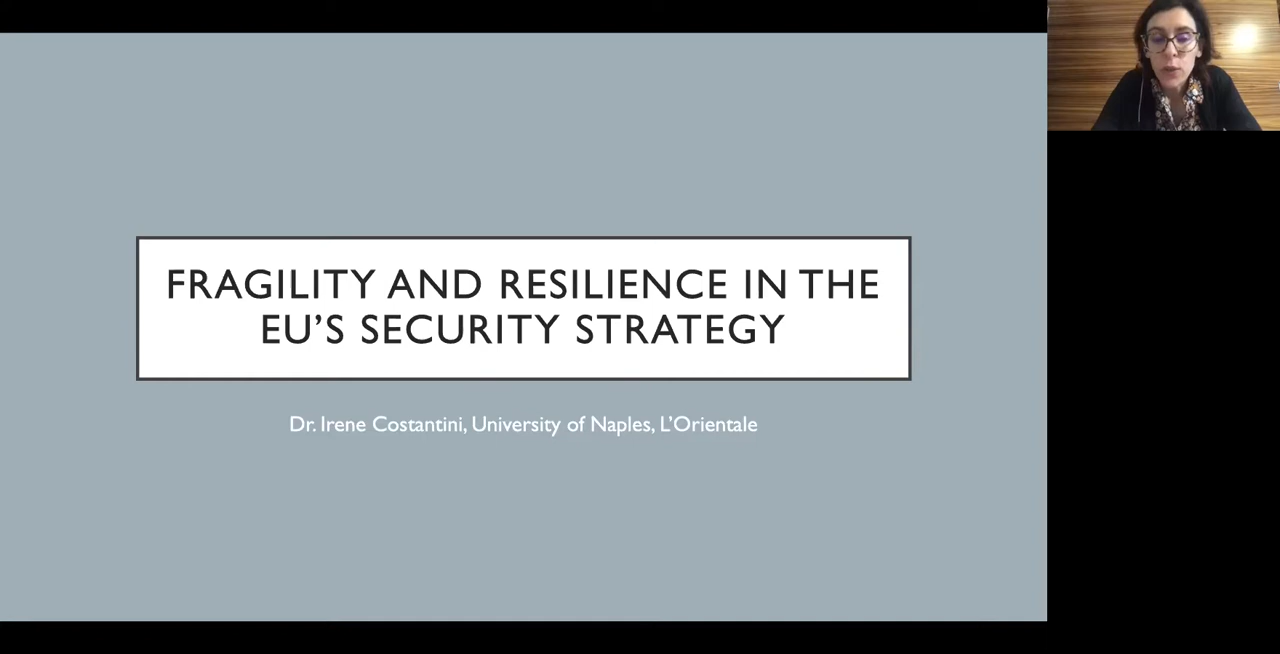 FRAGILITY AND RESILIENCE IN THE
EU’S SECURITY STRATEGY
Dr. Irene Costantini, University of Naples, L’Orientale